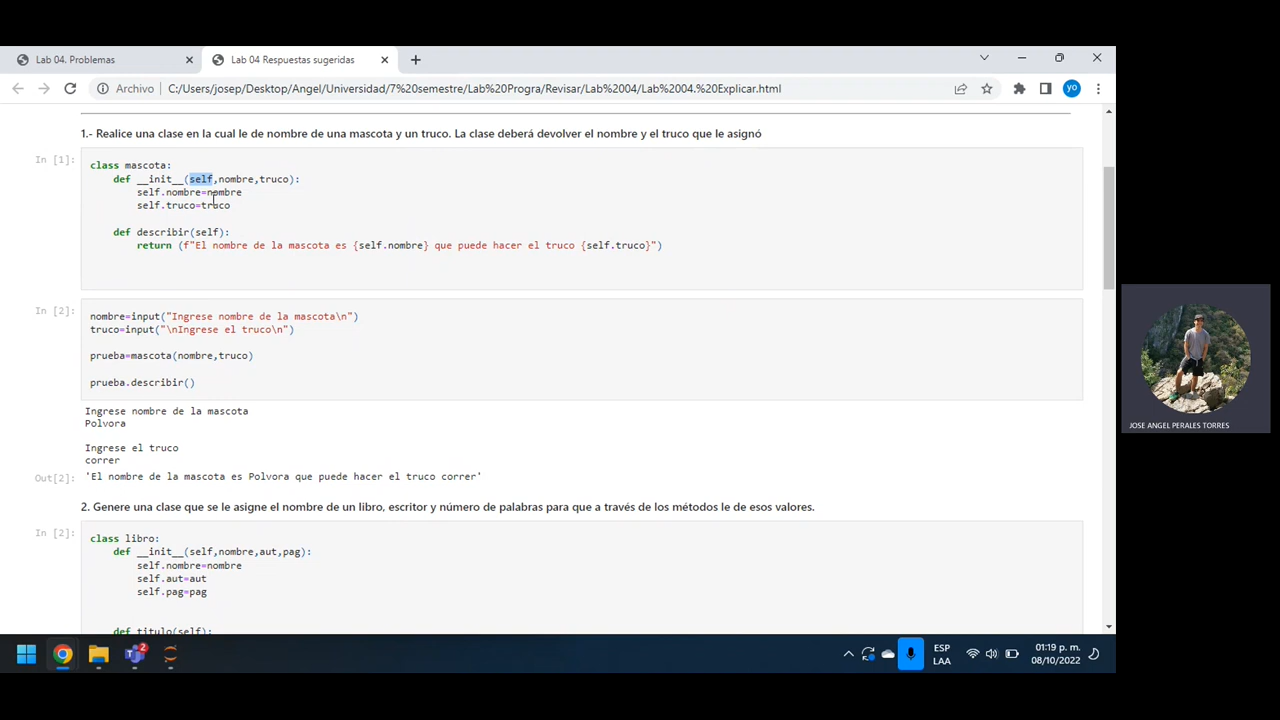 Lab 04. Problemas
Lab 04 Respuestas sugeridas
Archivo
C:/Users/josep/Desktop/Angel/Universidad/7%20semestre/Lab%20Progra/Revisar/Lab%2004/Lab%2004.%20Explicar.html
yo
1.- Realice una clase en la cual le de nombre de una mascota y un truco. La clase deberá devolver el nombre y el truco que le asignó
In [1]:
class mascota:
    def __init__(self,nombre,truco):
        self.nombre=nombre
        self.truco=truco
    def describir(self):
        return (f"El nombre de la mascota es {self.nombre} que puede hacer el truco {self.truco}")
In [2]:
nombre=input("Ingrese nombre de la mascota\n")
truco=input("\nIngrese el truco\n")
prueba=mascota(nombre,truco)
prueba.describir()
Ingrese nombre de la mascota
Polvora
Ingrese el truco
correr
Out[2]: 'El nombre de la mascota es Polvora que puede hacer el truco correr'
2. Genere una clase que se le asigne el nombre de un libro, escritor y número de palabras para que a través de los métodos le de esos valores.
In [2]:
class libro:
    def __init__(self,nombre,aut,pag):
        self.nombre=nombre
        self.aut=aut
        self.pag=pag
    def titulo(self):
JOSE ANGEL PERALES TORRES
2
ESP
LAA
01:19 p. m.
08/10/2022